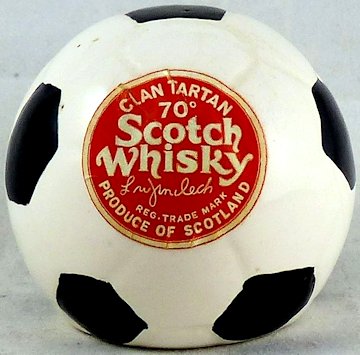 CLAN TARTAN
70°
Scotch
Whisky
REG. TRADE MARK
PRODUCE OF SCOTLAND